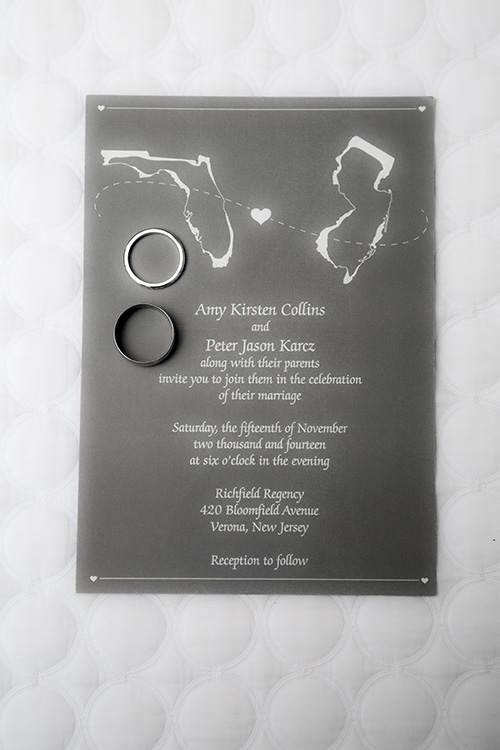 Amy Kirsten Collins
and
Peter Jason Karcz
along with their parents
invite you to join them in the celebration
of their marriage
Saturday, the fifteenth of November
two thousand and fourteen
at six o'clock in the evening
Richfield Regency
420 Bloomfield Avenue
Verona, New Jersey
Reception to follow